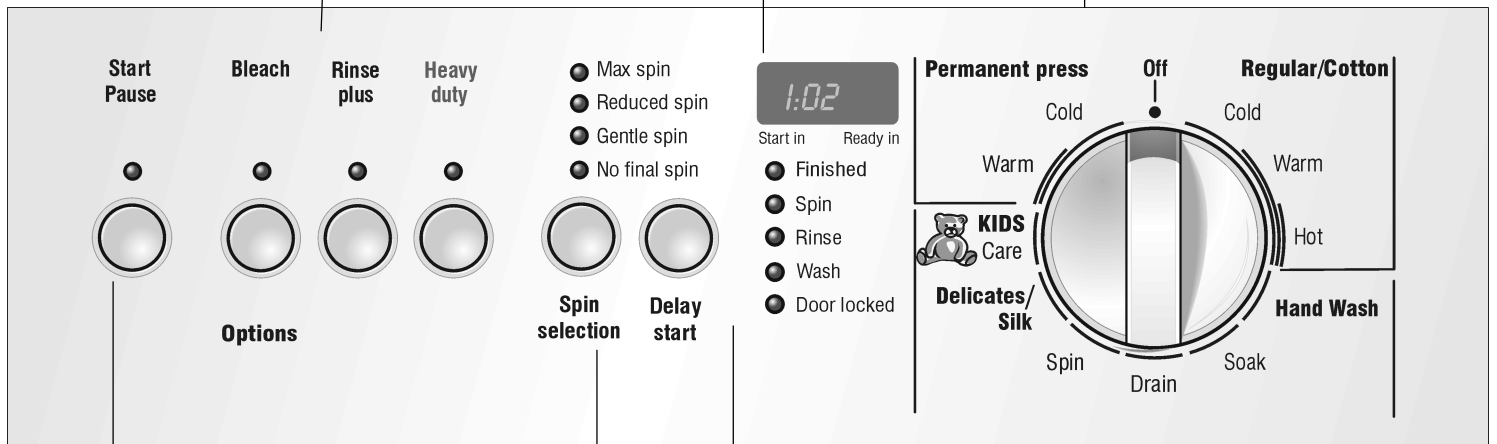 Start
Pause
Bleach
Rinse
plus
Heavy
duty
Options
Max spin
Reduced spin
Gentle spin
No final spin
Spin
selection
Delay
start
1:02
Start in Ready in
Finished
Spin
Rinse
Wash
Door locked
Permanent press
Off
Regular/Cotton
Cold
Cold
Warm
Warm
KIDS
Care
Hot
Delicates/
Silk
Hand Wash
Spin
Soak
Drain